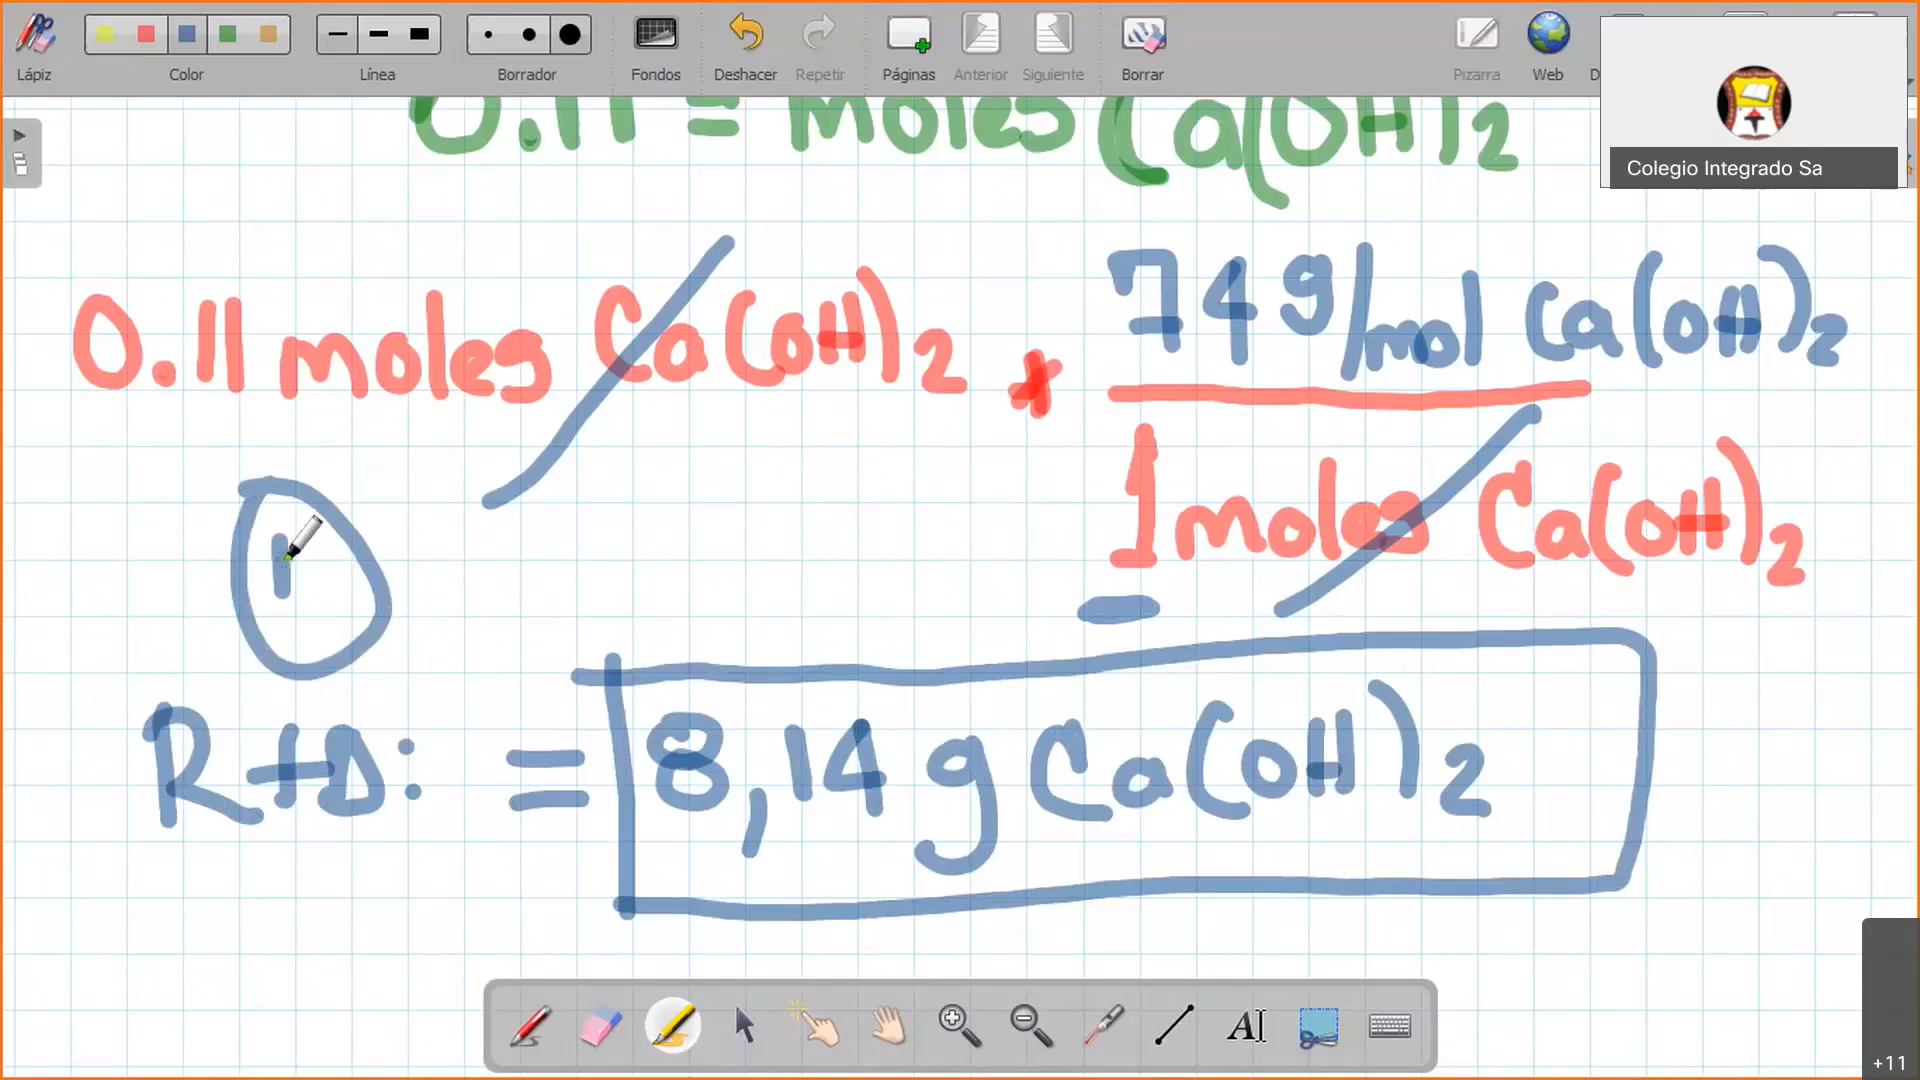 Lápiz
Color
Línea
Borrador
Fondos
Deshacer
Repetir
Páginas
Anterior
Siguiente
Borrar
Pizarra
Web
D
Colegio Integrado Sa
0.11 = moles Ca(OH)2
0.11 moles Ca(OH)2 * 74 g/mol Ca(OH)2
1 moles Ca(OH)2
1
R+D: = 8,14 g Ca(OH)2
AI
+11